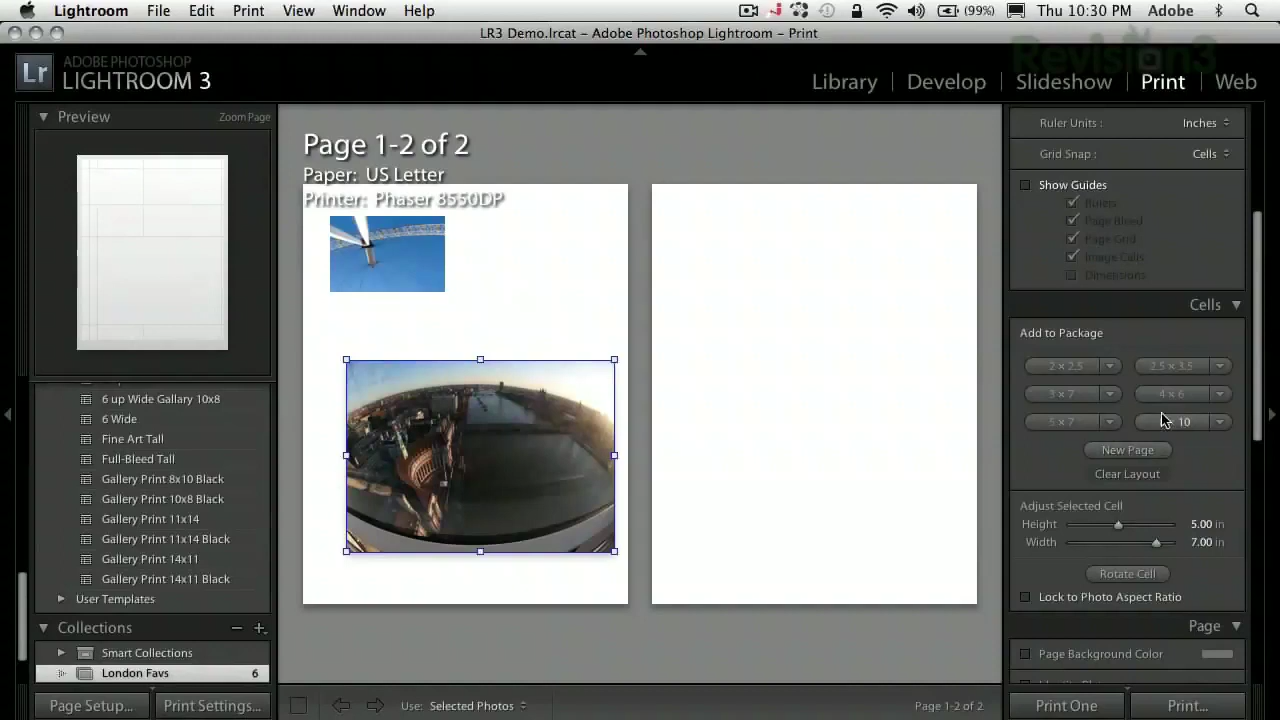 Lightroom File Edit Print View Window Help (99%) Thu 10:30 PM Adobe
LR3 Demo.lrcat – Adobe Photoshop Lightroom – Print
Revision3
Lr ADOBE PHOTOSHOP
LIGHTROOM 3
Library Develop Slideshow Print Web
Preview Zoom Page
6 up Wide Gallary 10x8
6 Wide
Fine Art Tall
Full-Bleed Tall
Gallery Print 8x10 Black
Gallery Print 10x8 Black
Gallery Print 11x14
Gallery Print 11x14 Black
Gallery Print 14x11
Gallery Print 14x11 Black
User Templates
Collections
Smart Collections
London Favs 6
Page Setup... Print Settings...
Page 1-2 of 2
Paper: US Letter
Printer: Phaser 8550DP
Use: Selected Photos Page 1-2 of 2
Ruler Units : Inches
Grid Snap : Cells
Show Guides
Rulers
Page Bleed
Page Grid
Image Cells
Dimensions
Cells
Add to Package
2 × 2.5 2.5 × 3.5
3 × 7 4 × 6
5 × 7 10
New Page
Clear Layout
Adjust Selected Cell
Height 5.00 in
Width 7.00 in
Rotate Cell
Lock to Photo Aspect Ratio
Page
Page Background Color
Print One Print...